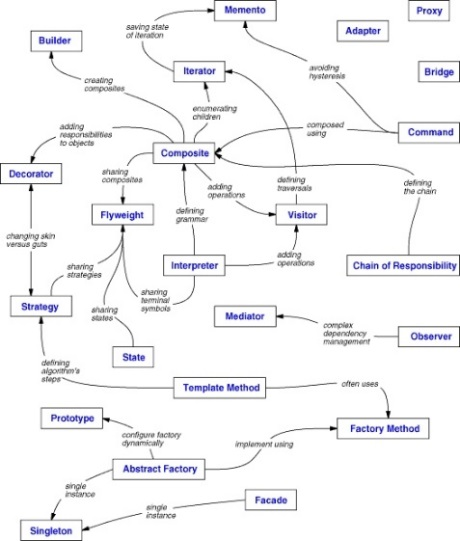 Memento
Proxy
saving state
of iteration
Adapter
Builder
avoiding
hysteresis
Iterator
Bridge
creating
composites
enumerating
children
adding
responsibilities
to objects
composed
using
Command
Composite
Decorator
sharing
composites
adding
operations
defining
traversals
defining
the chain
Flyweight
defining
grammar
Visitor
changing skin
versus guts
sharing
strategies
Interpreter
adding
operations
Chain of Responsibility
sharing
terminal
symbols
Strategy
sharing
states
Mediator
complex
dependency
management
Observer
State
defining
algorithm's
steps
Template Method
often uses
Prototype
configure factory
dynamically
implement using
Factory Method
Abstract Factory
single
instance
Facade
single
instance
Singleton